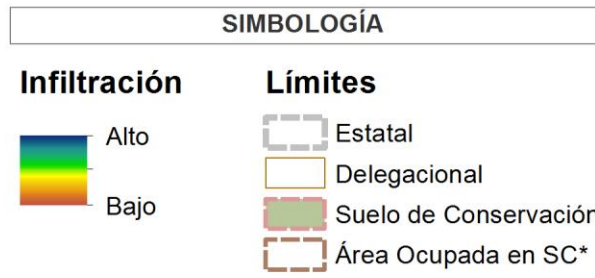 SIMBOLOGÍA
Infiltración
Alto
Bajo
Límites
Estatal
Delegacional
Suelo de Conservación
Área Ocupada en SC*